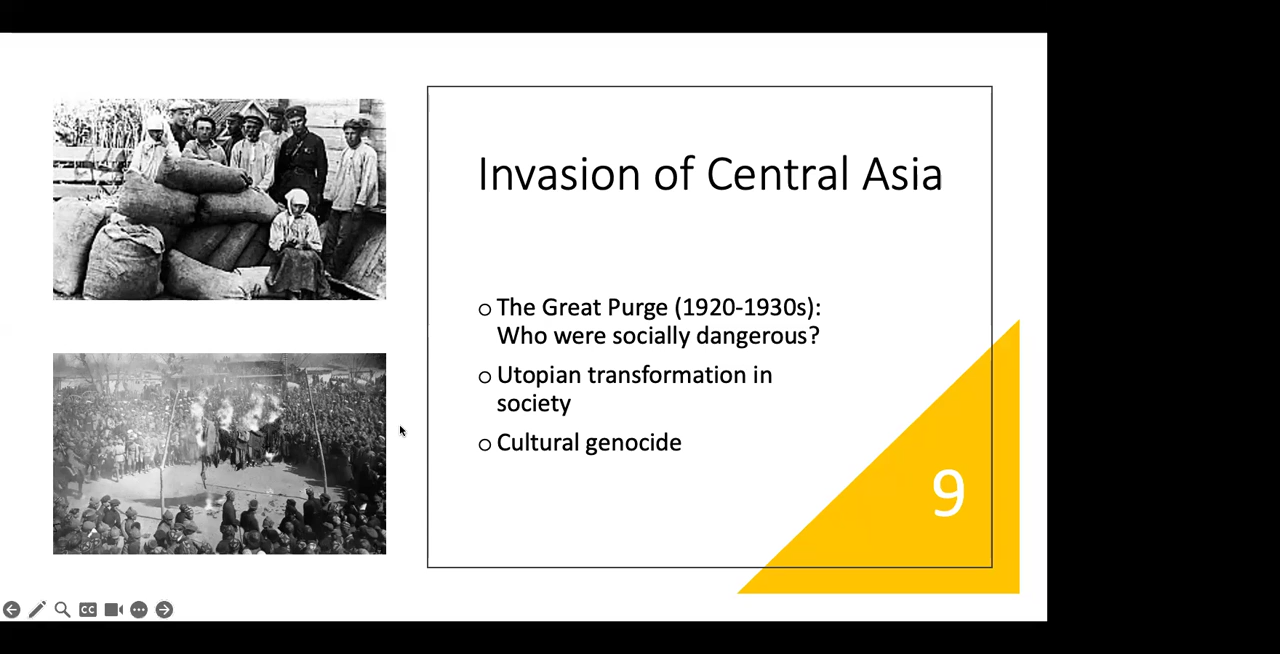 Invasion of Central Asia
○ The Great Purge (1920-1930s):
Who were socially dangerous?
○ Utopian transformation in
society
○ Cultural genocide
9
CC